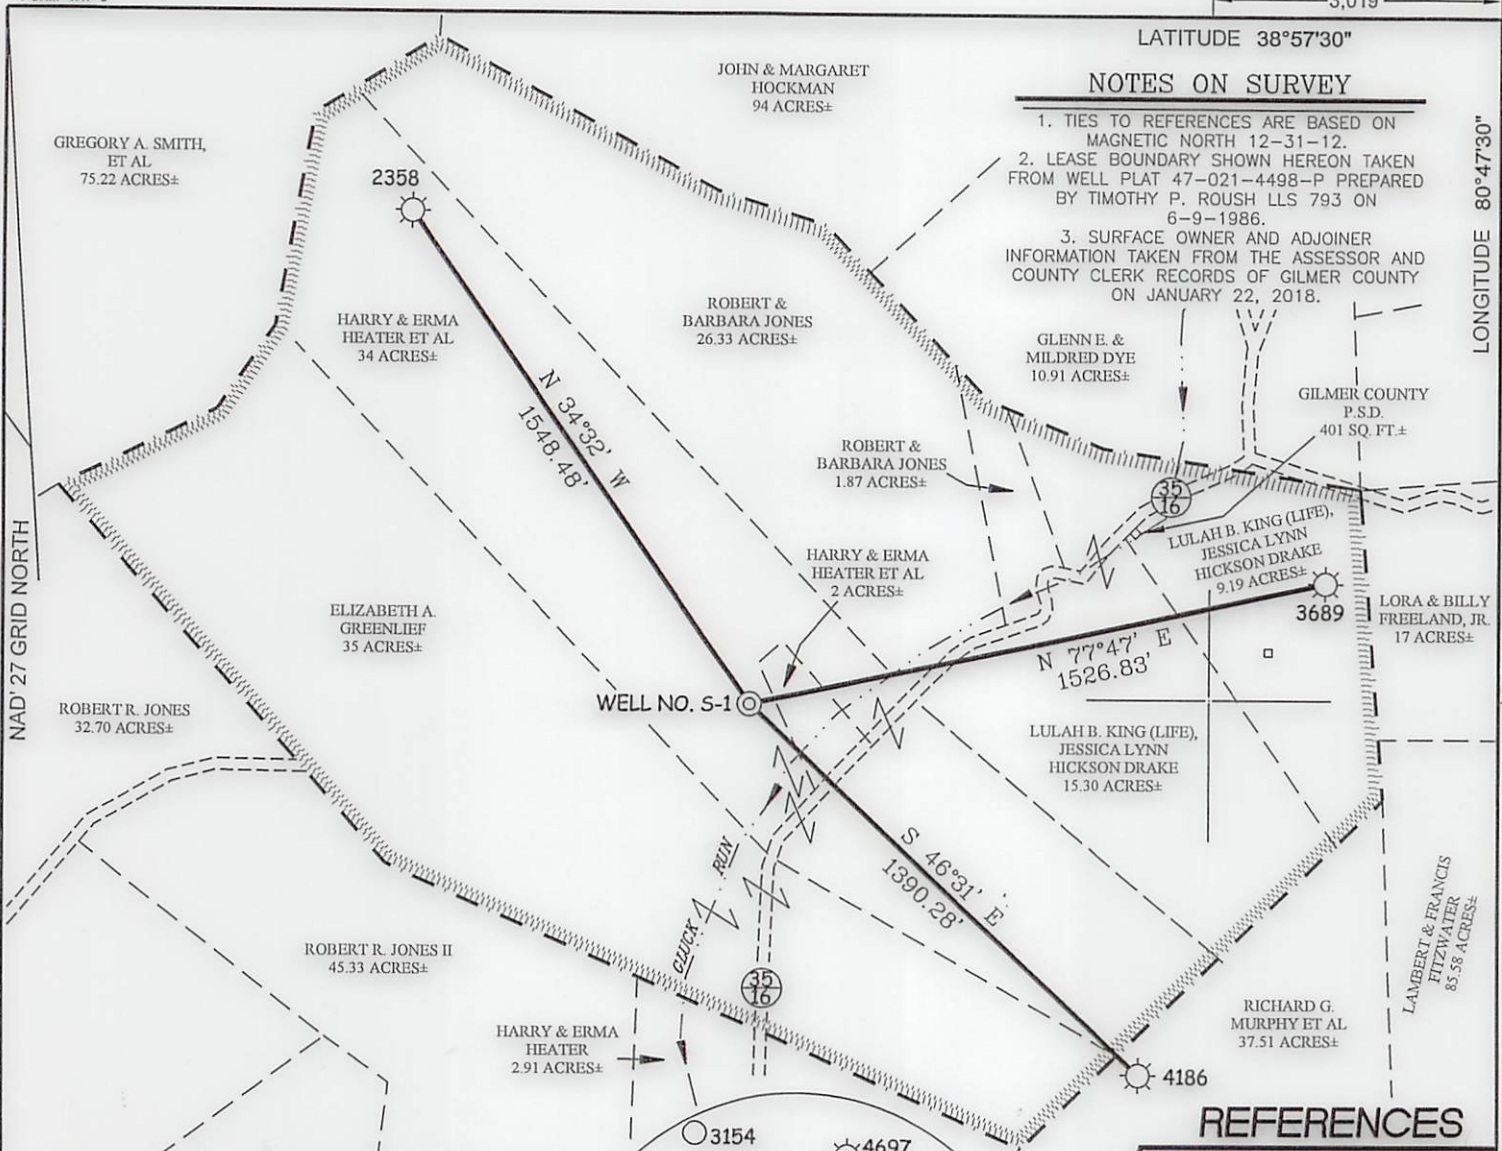 3,019
LATITUDE 38°57'30"
LONGITUDE 80°47'30"
NOTES ON SURVEY
1. TIES TO REFERENCES ARE BASED ON
MAGNETIC NORTH 12-31-12.
2. LEASE BOUNDARY SHOWN HEREON TAKEN
FROM WELL PLAT 47-021-4498-P PREPARED
BY TIMOTHY P. ROUSH LLS 793 ON
6-9-1986.
3. SURFACE OWNER AND ADJOINER
INFORMATION TAKEN FROM THE ASSESSOR AND
COUNTY CLERK RECORDS OF GILMER COUNTY
ON JANUARY 22, 2018.
JOHN & MARGARET
HOCKMAN
94 ACRES±
GREGORY A. SMITH,
ET AL
75.22 ACRES±
2358
HARRY & ERMA
HEATER ET AL
34 ACRES±
ROBERT &
BARBARA JONES
26.33 ACRES±
GLENN E. &
MILDRED DYE
10.91 ACRES±
GILMER COUNTY
P.S.D.
401 SQ. FT.±
N 34°32' W
1548.48'
ROBERT &
BARBARA JONES
1.87 ACRES±
35
16
LULAH B. KING (LIFE),
JESSICA LYNN
HICKSON DRAKE
9.19 ACRES±
HARRY & ERMA
HEATER ET AL
2 ACRES±
3689
LORA & BILLY
FREELAND, JR.
17 ACRES±
NAD'27 GRID NORTH
ELIZABETH A.
GREENLIEF
35 ACRES±
N 77°47' E
1526.83'
WELL NO. S-1
ROBERT R. JONES
32.70 ACRES±
LULAH B. KING (LIFE),
JESSICA LYNN
HICKSON DRAKE
15.30 ACRES±
S 46°31' E
1390.28'
CLUCK RUN
LAMBERT & FRANCIS
FITZWATER
85.58 ACRES±
ROBERT R. JONES II
45.33 ACRES±
35
16
HARRY & ERMA
HEATER
2.91 ACRES±
RICHARD G.
MURPHY ET AL
37.51 ACRES±
4186
REFERENCES
3154
4697